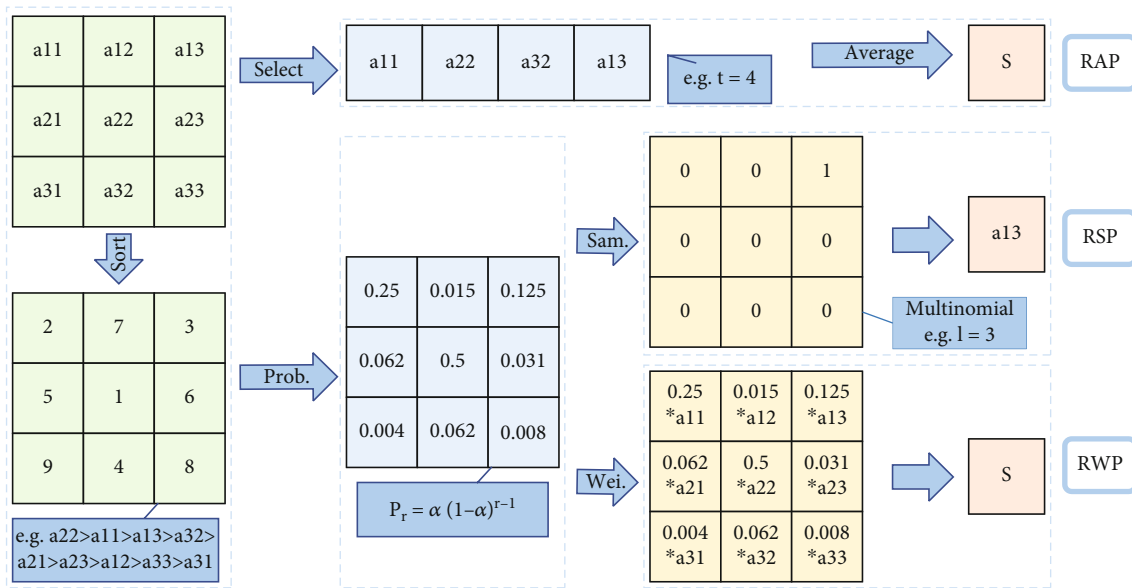 a11 a12 a13
a21 a22 a23
a31 a32 a33
Select
a11 a22 a32 a13
e.g. t = 4
Average
S
RAP
Sort
2 7 3
5 1 6
9 4 8
e.g. a22>a11>a13>a32>
a21>a23>a12>a33>a31
Prob.
0.25 0.015 0.125
0.062 0.5 0.031
0.004 0.062 0.008
P_r = α (1–α)^{r–1}
Sam.
0 0 1
0 0 0
0 0 0
Multinomial
e.g. l = 3
a13
RSP
Wei.
0.25 0.015 0.125
*a11 *a12 *a13
0.062 0.5 0.031
*a21 *a22 *a23
0.004 0.062 0.008
*a31 *a32 *a33
S
RWP